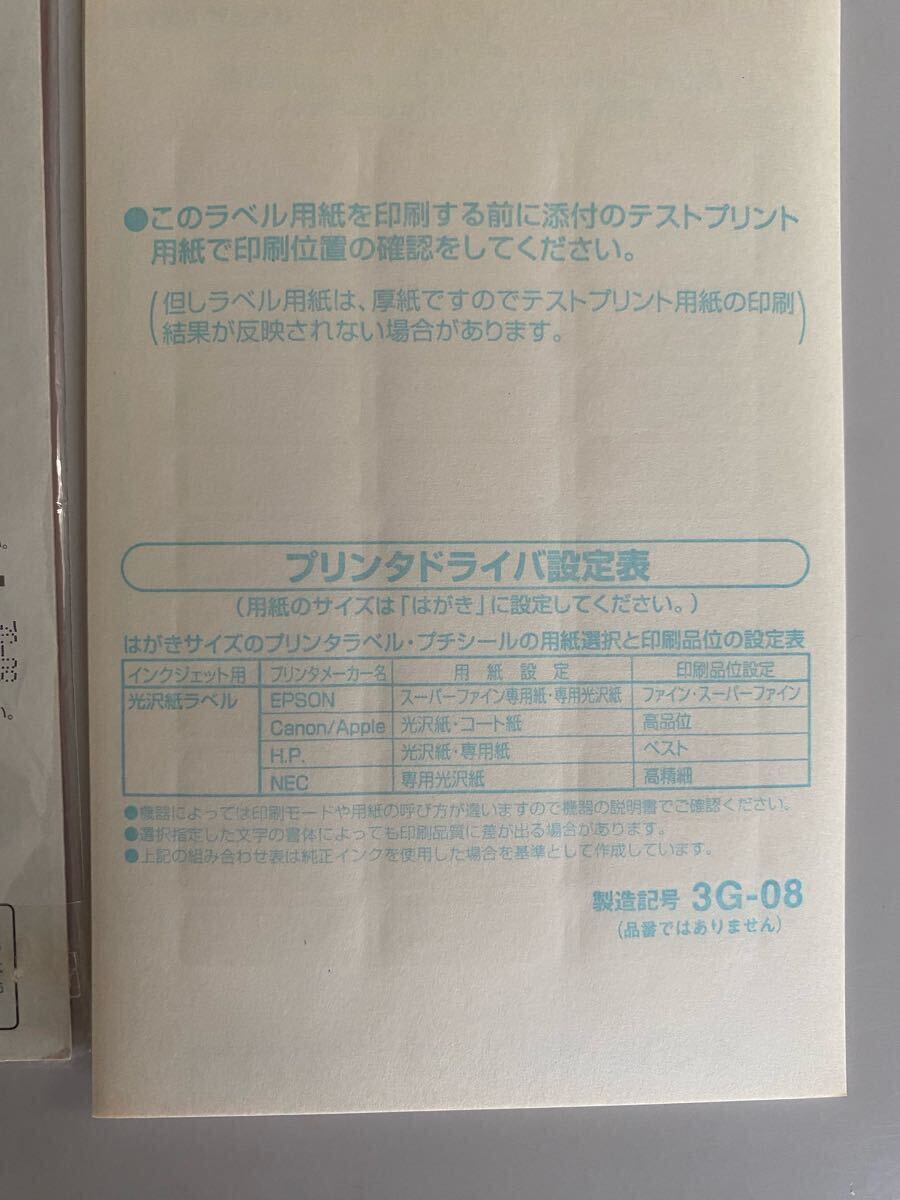 ●このラベル用紙を印刷する前に添付のテストプリント
用紙で印刷位置の確認をしてください。
(但しラベル用紙は、厚紙ですのでテストプリント用紙の印刷
結果が反映されない場合があります。)
プリンタドライバ設定表
(用紙のサイズは「はがき」に設定してください。)
はがきサイズのプリンタラベル・プチシールの用紙選択と印刷品位の設定表
インクジェット用 プリンタメーカー名 用紙設定 印刷品位設定
光沢紙ラベル EPSON スーパーファイン専用紙・専用光沢紙 ファイン・スーパーファイン
Canon/Apple 光沢紙・コート紙 高品位
H.P. 光沢紙・専用紙 ベスト
NEC 専用光沢紙 高精細
●機器によっては印刷モードや用紙の呼び方が違いますので機器の説明書でご確認ください。
●選択指定した文字の書体によっても印刷品質に差が出る場合があります。
●上記の組み合わせ表は純正インクを使用した場合を基準として作成しています。
製造記号 3G-08
(品番ではありません)